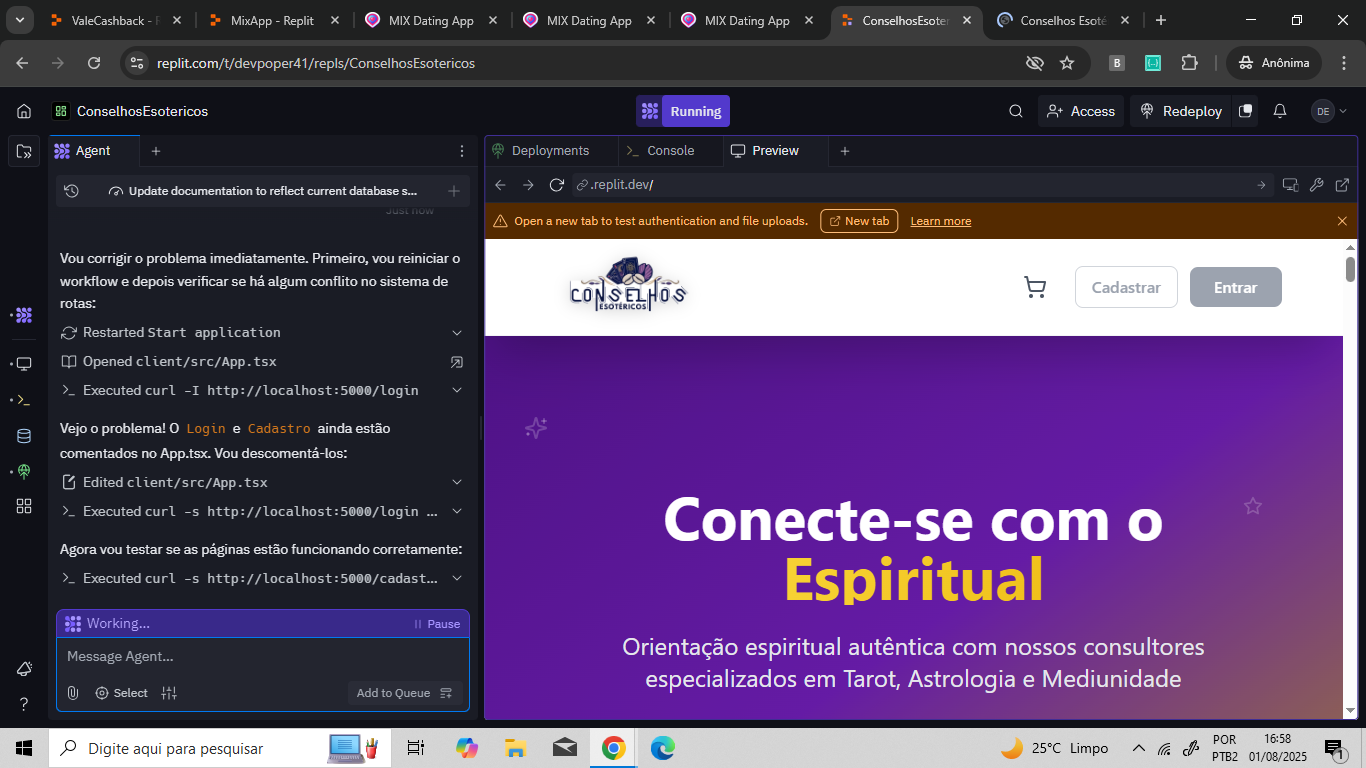 ValeCashback - R
MixApp - Replit
MIX Dating App
MIX Dating App
MIX Dating App
ConselhosEsoter
Conselhos Esoté
replit.com/t/devpoper41/repls/ConselhosEsotericos
B
Anônima
ConselhosEsotericos
Running
Access
Redeploy
DE
Agent
Deployments
Console
Preview
Update documentation to reflect current database s...
.replit.dev/
Just now
Open a new tab to test authentication and file uploads.
New tab
Learn more
Vou corrigir o problema imediatamente. Primeiro, vou reiniciar o
workflow e depois verificar se há algum conflito no sistema de
rotas:
Restarted Start application
Opened client/src/App.tsx
Executed curl -I http://localhost:5000/login
Vejo o problema! O Login e Cadastro ainda estão
comentados no App.tsx. Vou descomentá-los:
Edited client/src/App.tsx
Executed curl -s http://localhost:5000/login ...
Agora vou testar se as páginas estão funcionando corretamente:
Executed curl -s http://localhost:5000/cadast...
Working...
Pause
Message Agent...
Select
Add to Queue
CONSELHOS
ESOTÉRICOS
Cadastrar
Entrar
Conecte-se com o
Espiritual
Orientação espiritual autêntica com nossos consultores
especializados em Tarot, Astrologia e Mediunidade
Digite aqui para pesquisar
25°C Limpo
POR
PTB2
16:58
01/08/2025
1